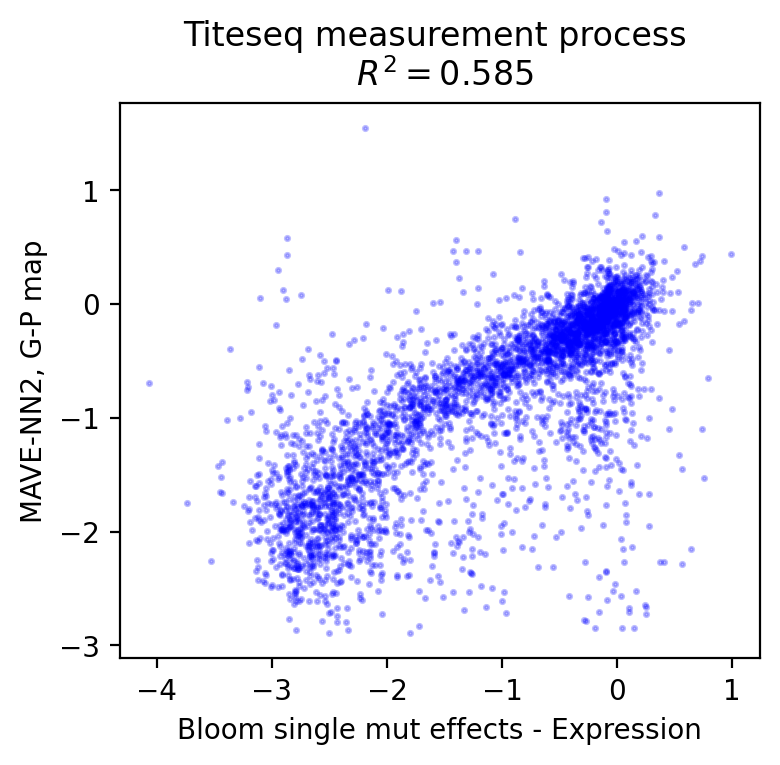 Titeseq measurement process
R² = 0.585
MAVE-NN2, G-P map
1
0
−1
−2
−3
−4
−3
−2
−1
0
1
Bloom single mut effects - Expression